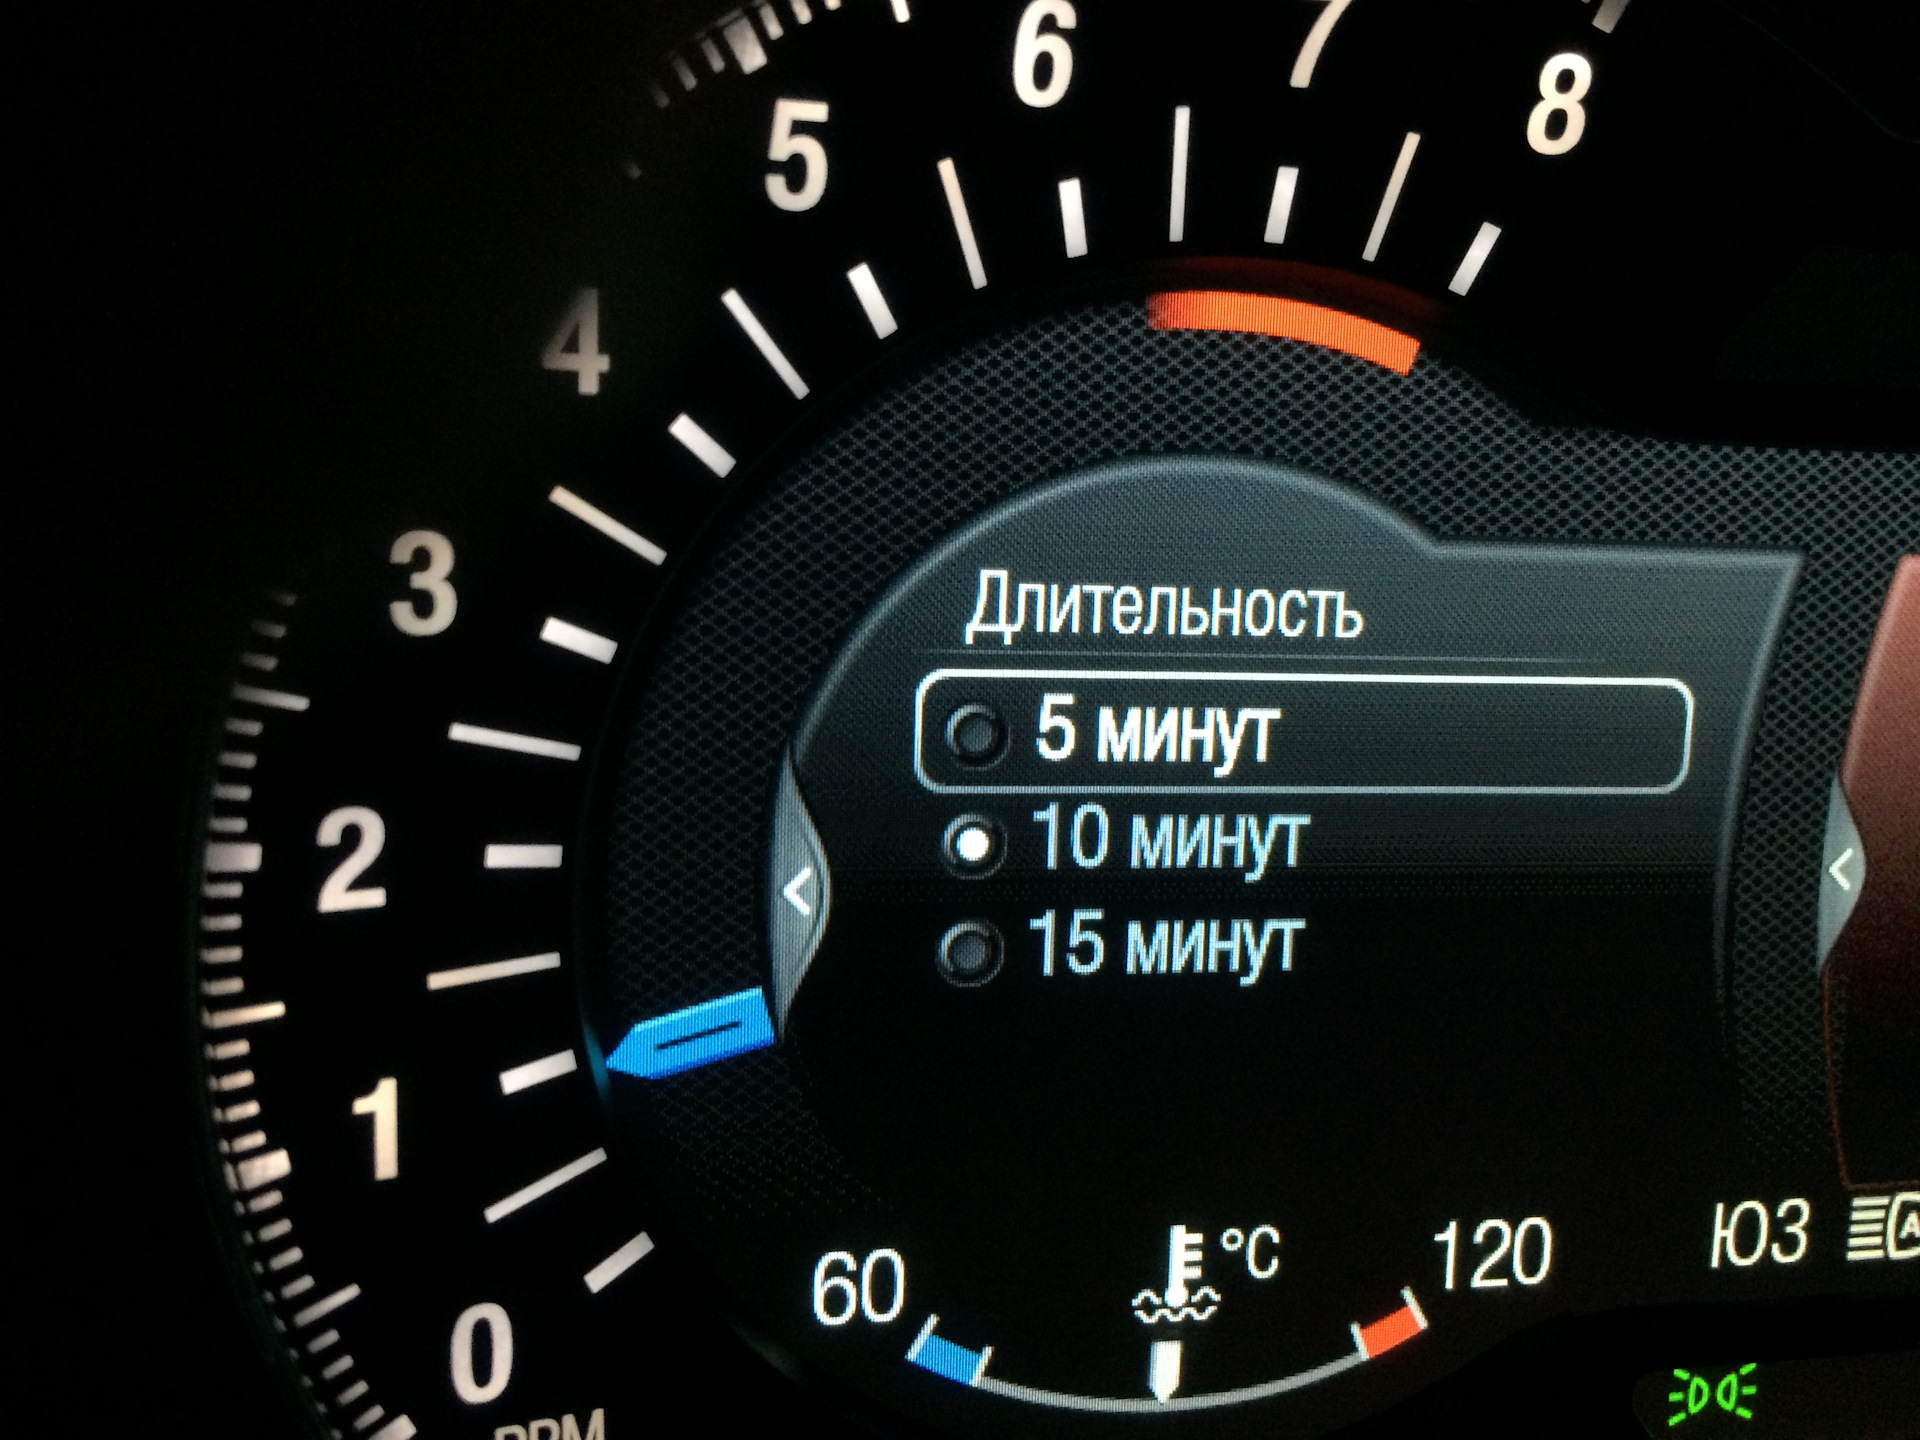 6
7
8
5
4
3
2
1
0
Длительность
5 минут
10 минут
15 минут
60
°C
120
ЮЗ
A
RPM